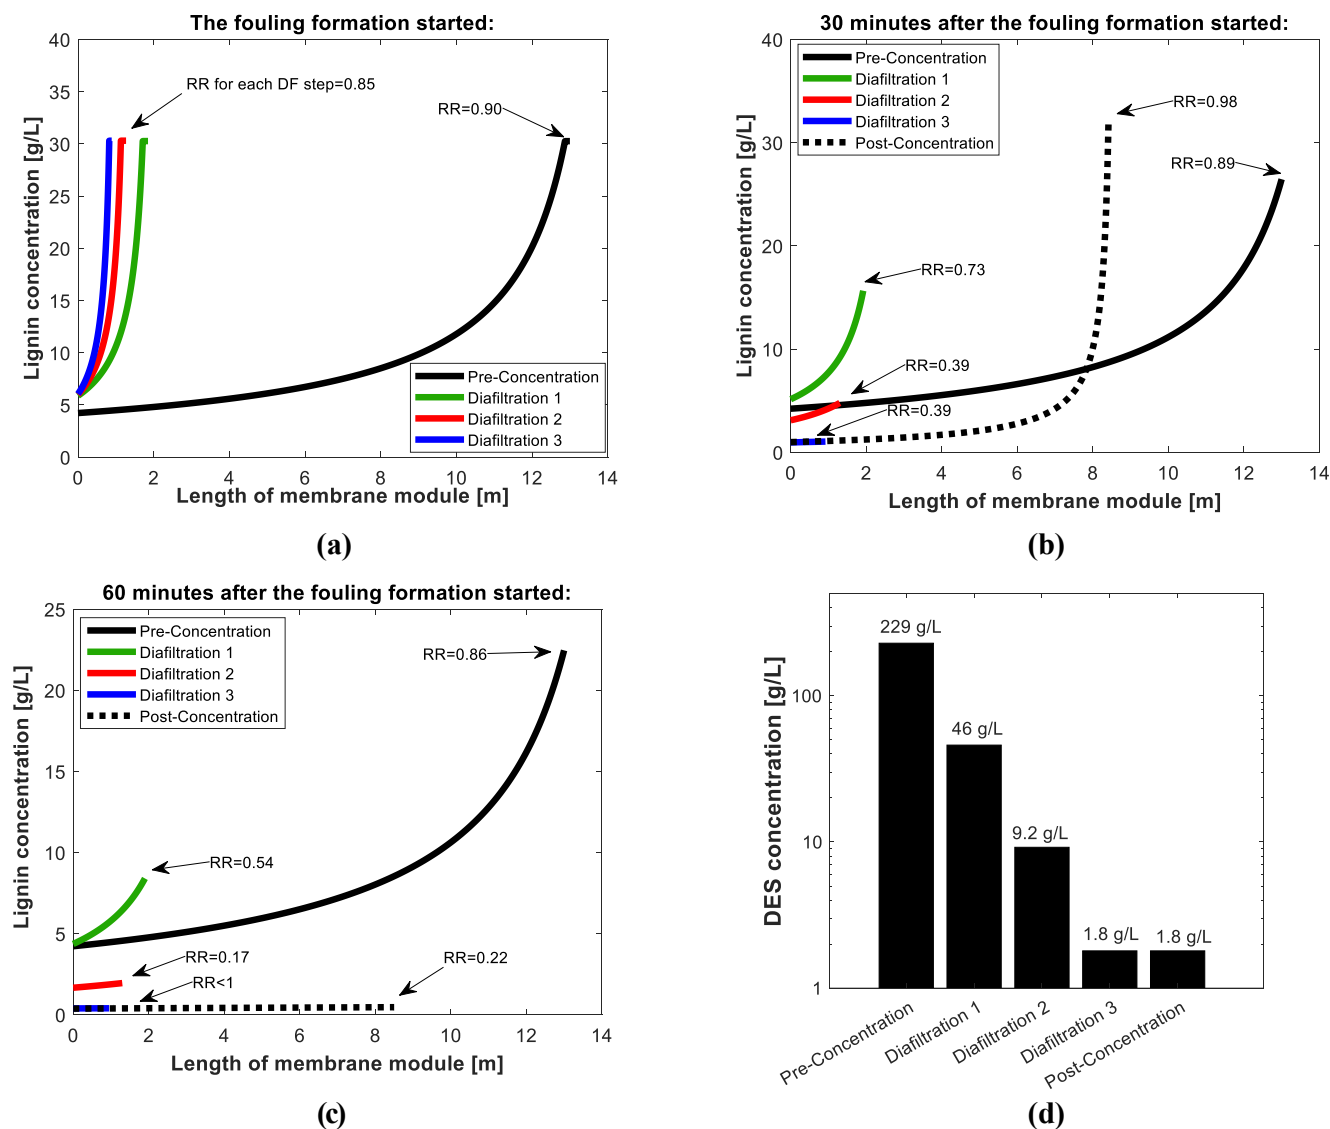 The fouling formation started:
40
35
30
25
20
15
10
5
0
Lignin concentration [g/L]
RR for each DF step=0.85
RR=0.90
Pre-Concentration
Diafiltration 1
Diafiltration 2
Diafiltration 3
0 2 4 6 8 10 12 14
Length of membrane module [m]
(a)
30 minutes after the fouling formation started:
40
30
20
10
0
Lignin concentration [g/L]
Pre-Concentration
Diafiltration 1
Diafiltration 2
Diafiltration 3
Post-Concentration
RR=0.98
RR=0.89
RR=0.73
RR=0.39
RR=0.39
0 2 4 6 8 10 12 14
Length of membrane module [m]
(b)
60 minutes after the fouling formation started:
25
20
15
10
5
0
Lignin concentration [g/L]
Pre-Concentration
Diafiltration 1
Diafiltration 2
Diafiltration 3
Post-Concentration
RR=0.86
RR=0.54
RR=0.17
RR<1
RR=0.22
0 2 4 6 8 10 12 14
Length of membrane module [m]
(c)
DES concentration [g/L]
100
10
1
229 g/L
46 g/L
9.2 g/L
1.8 g/L
1.8 g/L
Pre-Concentration
Diafiltration 1
Diafiltration 2
Diafiltration 3
Post-Concentration
(d)